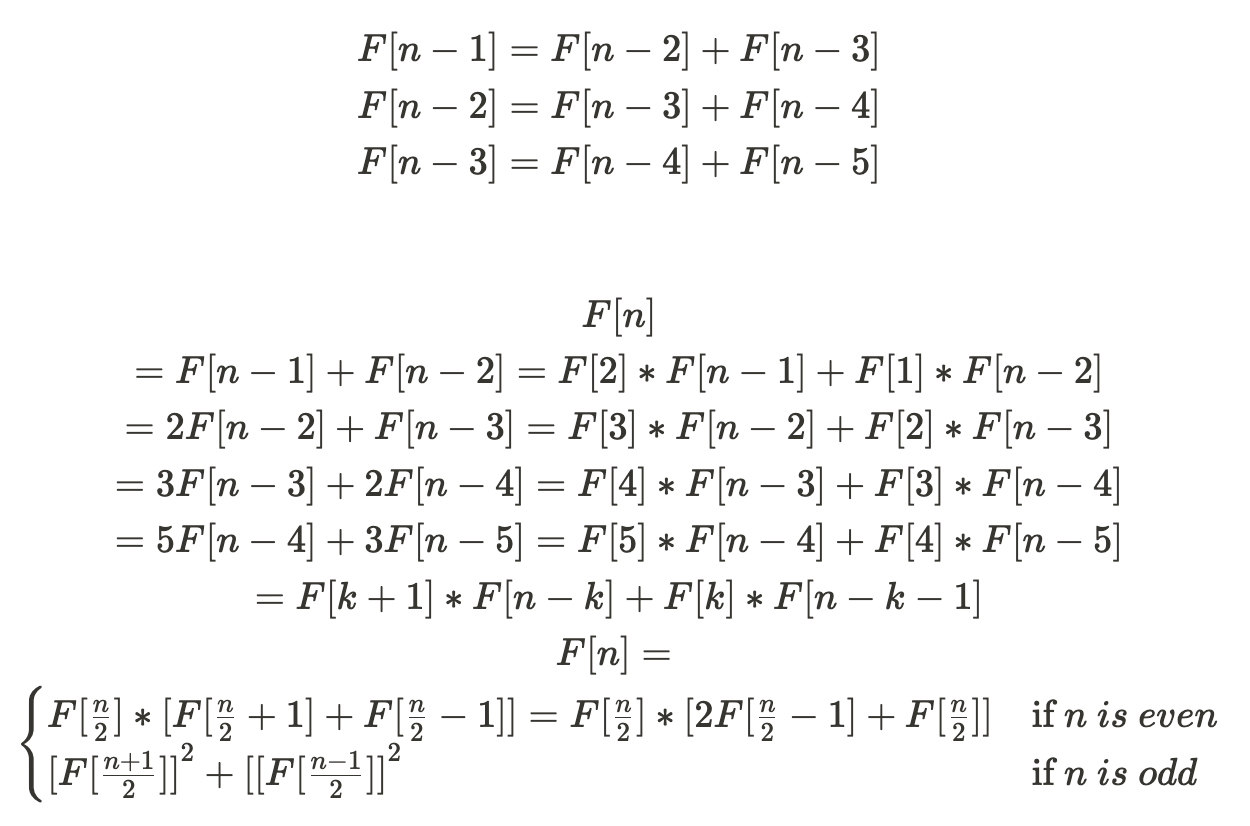 F[n − 1] = F[n − 2] + F[n − 3]
F[n − 2] = F[n − 3] + F[n − 4]
F[n − 3] = F[n − 4] + F[n − 5]
F[n]
= F[n − 1] + F[n − 2] = F[2] ∗ F[n − 1] + F[1] ∗ F[n − 2]
= 2F[n − 2] + F[n − 3] = F[3] ∗ F[n − 2] + F[2] ∗ F[n − 3]
= 3F[n − 3] + 2F[n − 4] = F[4] ∗ F[n − 3] + F[3] ∗ F[n − 4]
= 5F[n − 4] + 3F[n − 5] = F[5] ∗ F[n − 4] + F[4] ∗ F[n − 5]
= F[k + 1] ∗ F[n − k] + F[k] ∗ F[n − k − 1]
F[n] =
{ F[n/2] ∗ [F[n/2 + 1] + F[n/2 − 1]] = F[n/2] ∗ [2F[n/2 − 1] + F[n/2]] if n is even
[F[(n+1)/2]]² + [[F[(n−1)/2]]² if n is odd